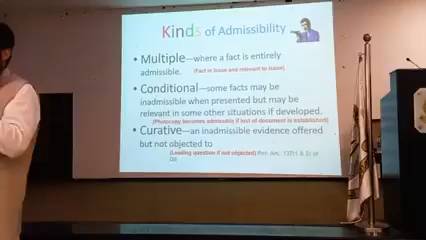 Kinds of Admissibility
• Multiple—where a fact is entirely
admissible. (Fact in issue and relevant to issue)
• Conditional—some facts may be
inadmissible when presented but may be
relevant in some other situations if developed.
(Photocopy becomes admissible if lost of document is established)
• Curative—an inadmissible evidence offered
but not objected to
(Leading question if not objected)